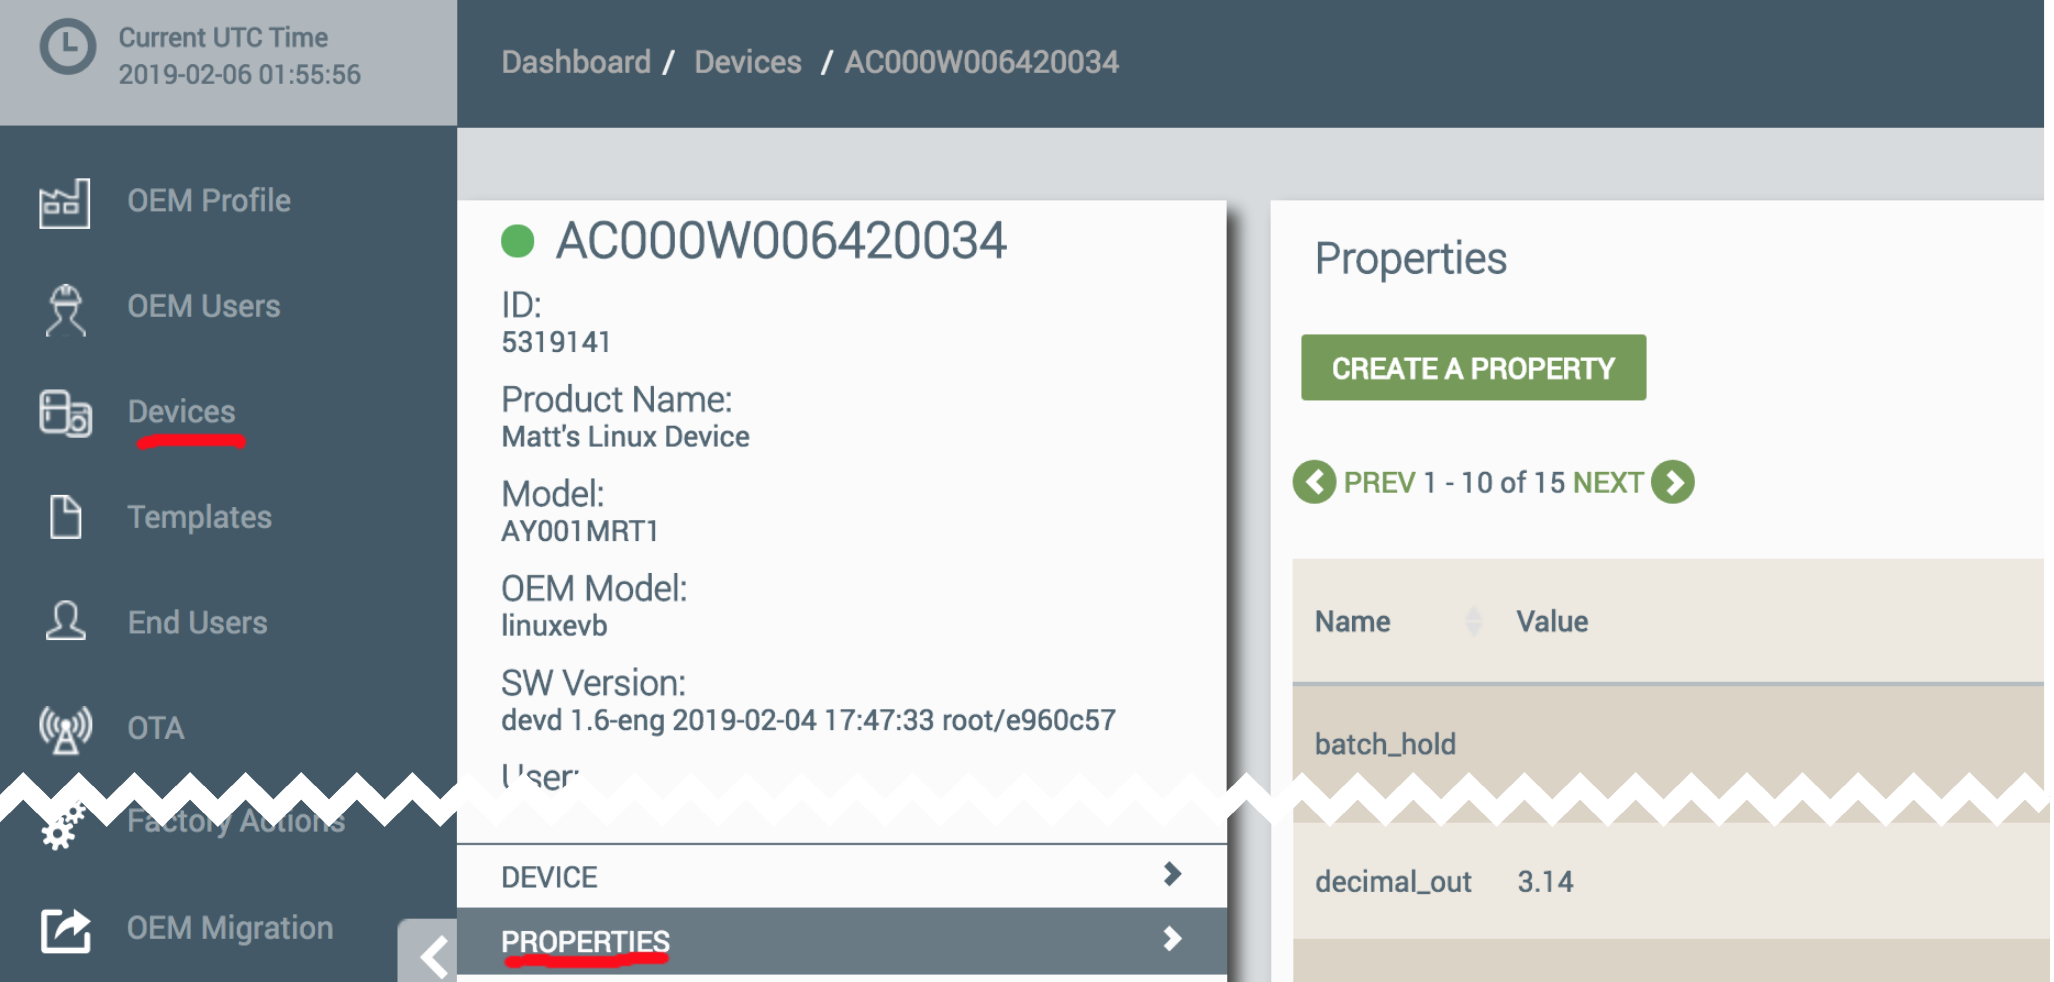 Current UTC Time
2019-02-06 01:55:56
Dashboard / Devices / AC000W006420034
OEM Profile
OEM Users
Devices
Templates
End Users
OTA
Factory Actions
OEM Migration
AC000W006420034
ID:
5319141
Product Name:
Matt's Linux Device
Model:
AY001MRT1
OEM Model:
linuxevb
SW Version:
devd 1.6-eng 2019-02-04 17:47:33 root/e960c57
User:
DEVICE
PROPERTIES
Properties
CREATE A PROPERTY
PREV 1 - 10 of 15 NEXT
Name Value
batch_hold
decimal_out 3.14